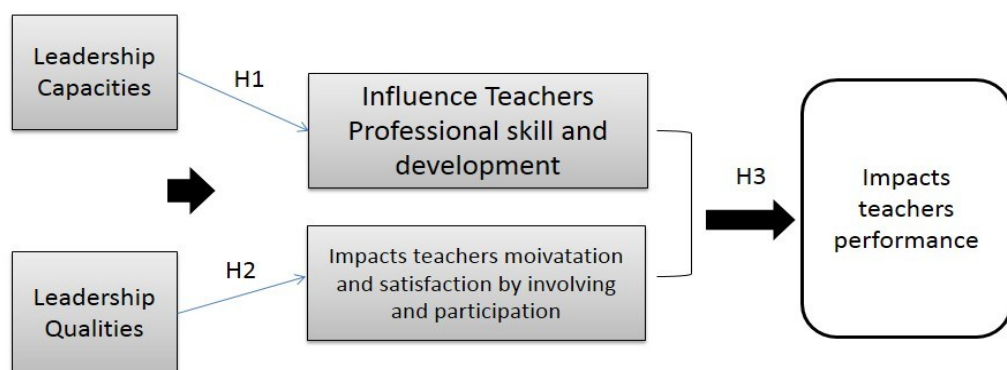 Leadership
Capacities
H1
Influence Teachers
Professional skill and
development
Leadership
Qualities
H2
Impacts teachers moivatation
and satisfaction by involving
and participation
H3
Impacts
teachers
performance